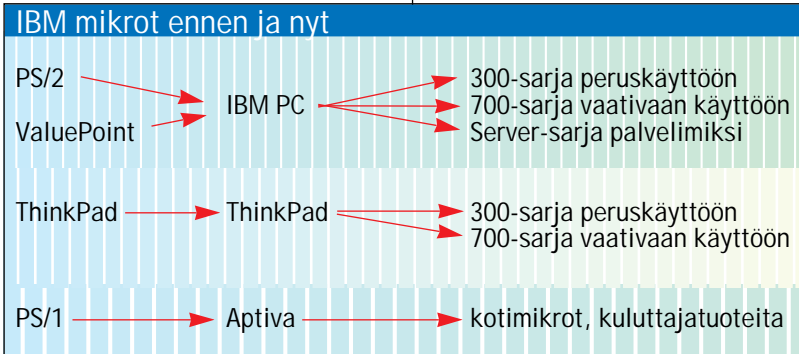 IBM mikrot ennen ja nyt
PS/2
ValuePoint
IBM PC
300-sarja peruskäyttöön
700-sarja vaativaan käyttöön
Server-sarja palvelimiksi
ThinkPad
ThinkPad
300-sarja peruskäyttöön
700-sarja vaativaan käyttöön
PS/1
Aptiva
kotimikrot, kuluttajatuoteita